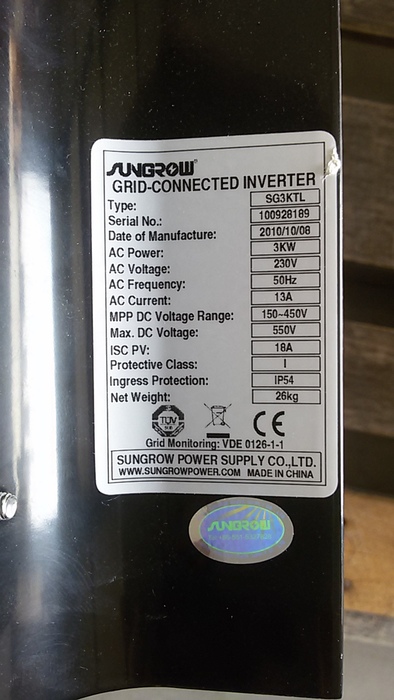 SUNGROW®
GRID-CONNECTED INVERTER
Type: SG3KTL
Serial No.: 100928189
Date of Manufacture: 2010/10/08
AC Power: 3KW
AC Voltage: 230V
AC Frequency: 50Hz
AC Current: 13A
MPP DC Voltage Range: 150~450V
Max. DC Voltage: 550V
ISC PV: 18A
Protective Class: I
Ingress Protection: IP54
Net Weight: 26kg
TÜV CE
Grid Monitoring: VDE 0126-1-1
SUNGROW POWER SUPPLY CO.,LTD.
WWW.SUNGROWPOWER.COM MADE IN CHINA
SUNGROW